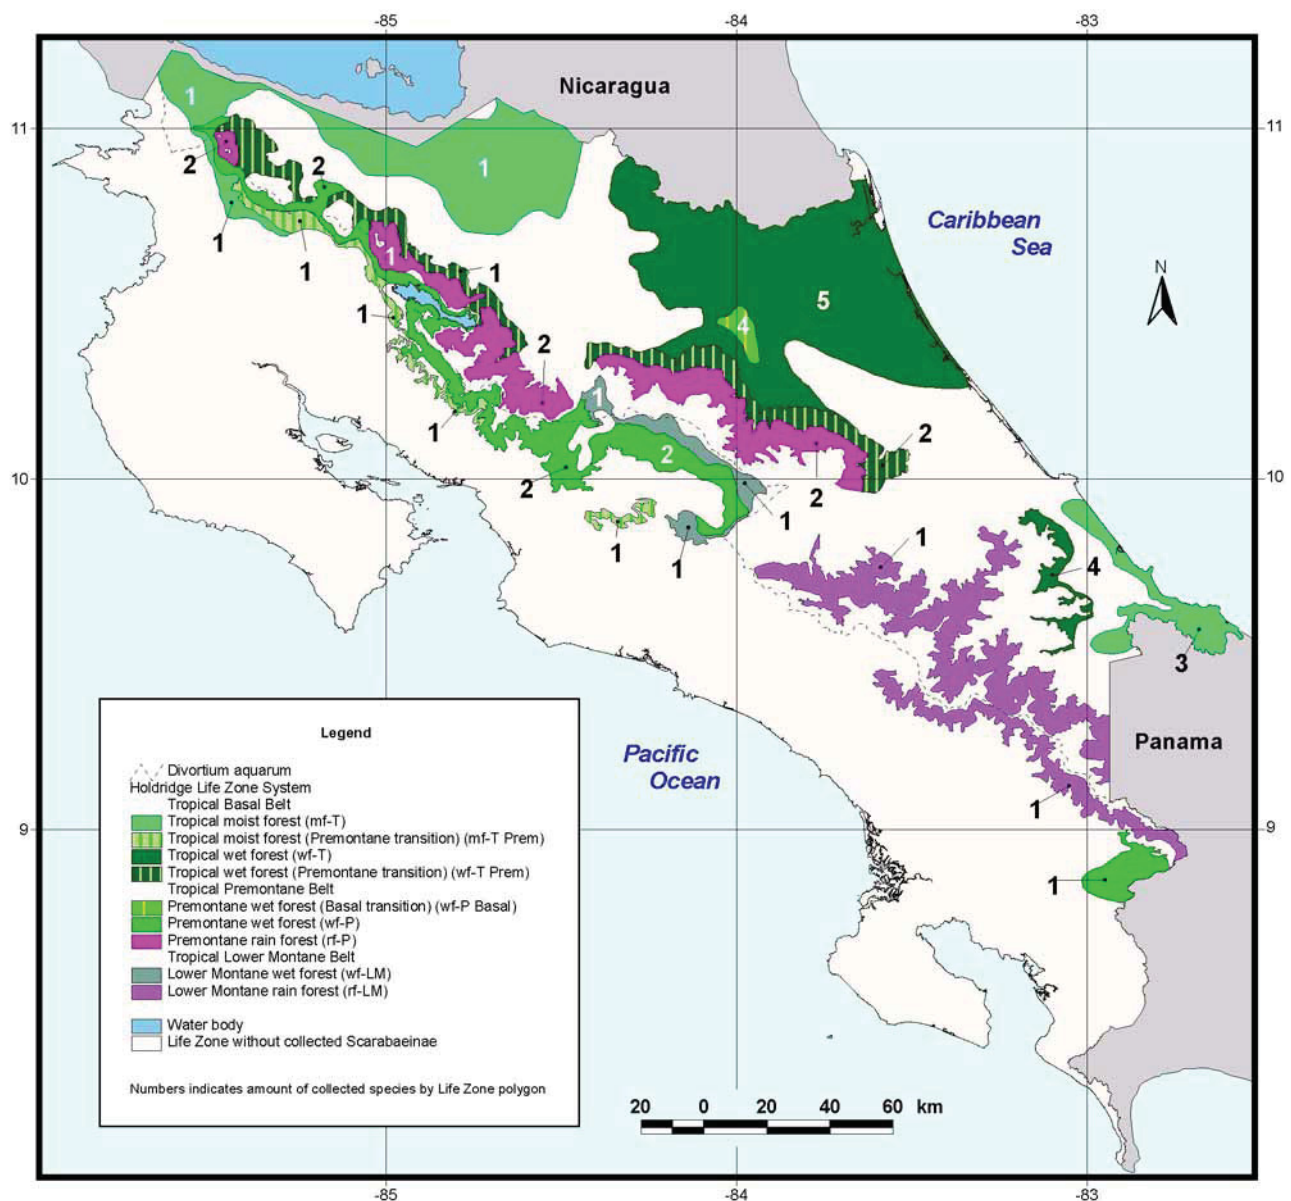 -85
-84
-83
Nicaragua
1
11
11
1
2
2
Caribbean
Sea
N
1
1
1
1
5
1
4
2
1
1
2
2
2
10
10
2
1
1
1
2
1
4
3
Legend
Pacific
Ocean
Panama
Divortium aquarum
Holdridge Life Zone System
Tropical Basal Belt
Tropical moist forest (mf-T)
Tropical moist forest (Premontane transition) (mf-T Prem)
Tropical wet forest (wf-T)
Tropical wet forest (Premontane transition) (wf-T Prem)
Tropical Premontane Belt
Premontane wet forest (Basal transition) (wf-P Basal)
Premontane wet forest (wf-P)
Premontane rain forest (rf-P)
Tropical Lower Montane Belt
Lower Montane wet forest (wf-LM)
Lower Montane rain forest (rf-LM)
Water body
Life Zone without collected Scarabaeinae
Numbers indicates amount of collected species by Life Zone polygon
1
9
9
1
20 0 20 40 60 km
-85
-84
-83